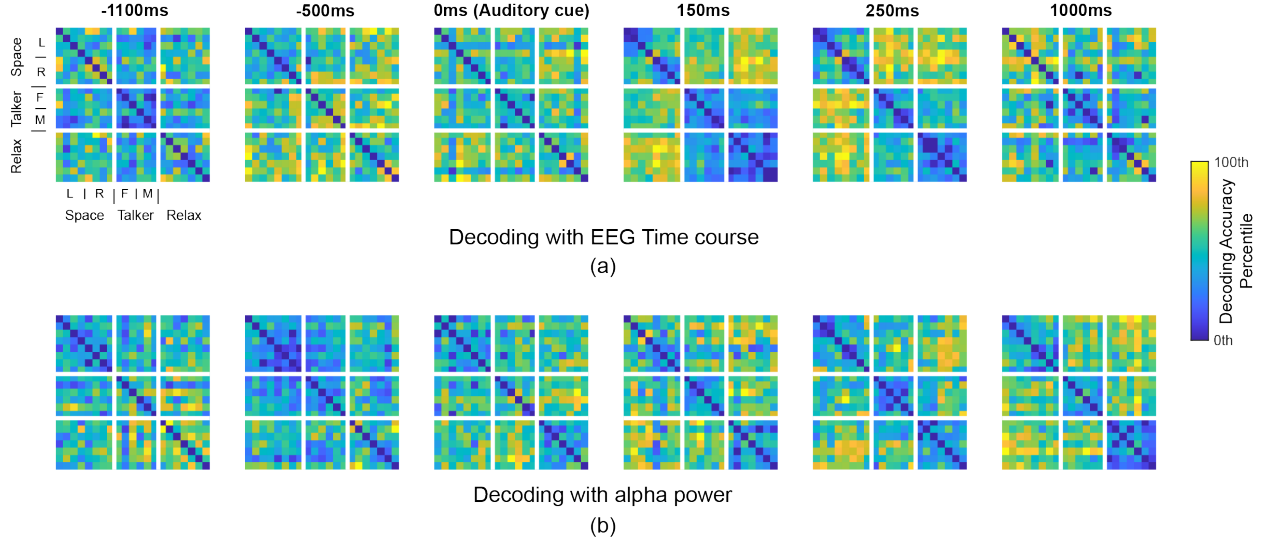 -1100ms -500ms 0ms (Auditory cue) 150ms 250ms 1000ms
Space L R
Talker F M
Relax
L R F M
Space Talker Relax
100th
Decoding Accuracy
Percentile
0th
Decoding with EEG Time course
(a)
Decoding with alpha power
(b)